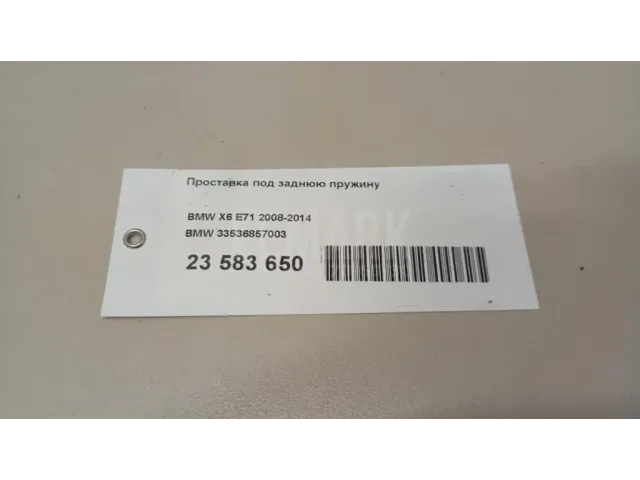 Проставка под заднюю пружину
BMW X6 E71 2008-2014
BMW 33536857003
23 583 650